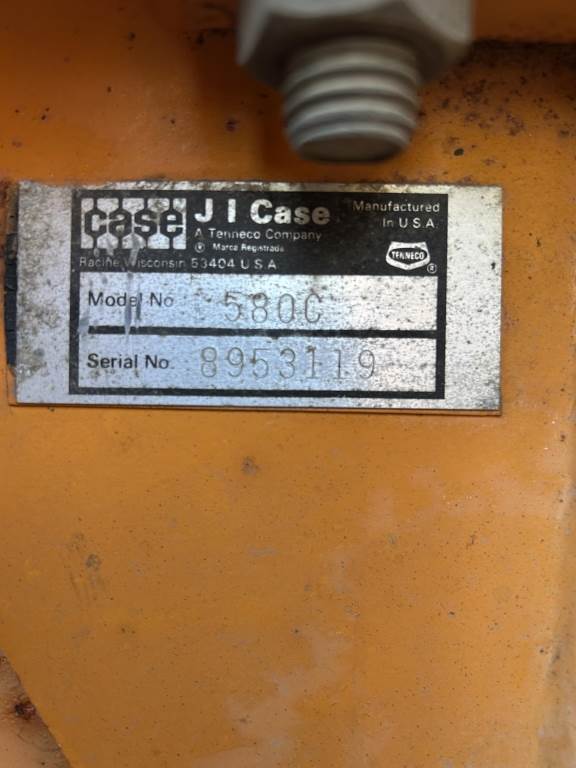 case J I Case
A Tenneco Company
® Marca Registrada
Racine Wisconsin 53404 U S A
Manufactured
In U.S.A.
TENNECO ®
Model No 580C
Serial No. 8953119